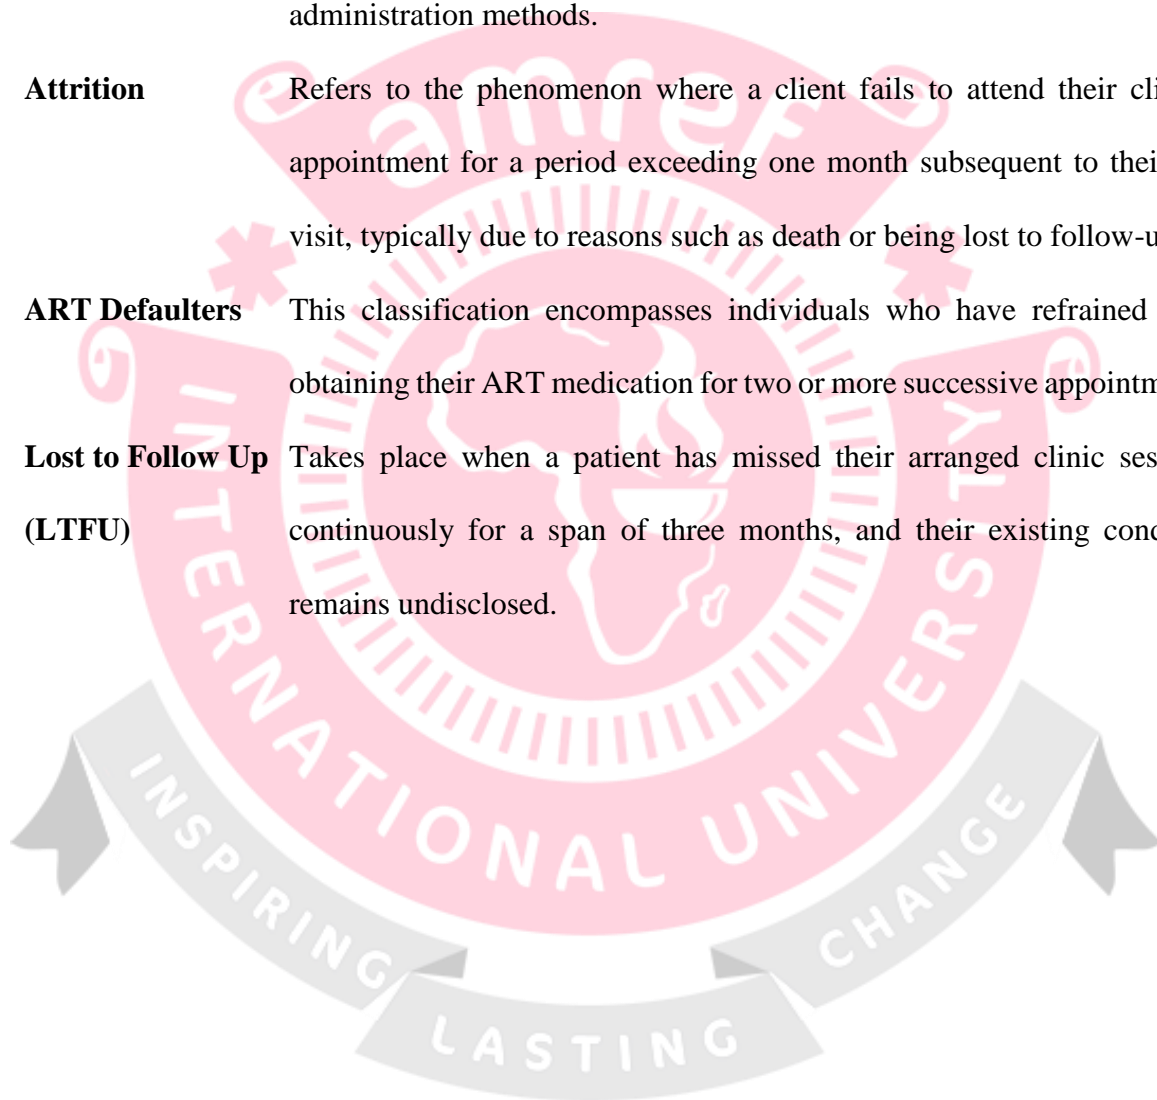 administration methods.
Attrition Refers to the phenomenon where a client fails to attend their cli
appointment for a period exceeding one month subsequent to thei
visit, typically due to reasons such as death or being lost to follow-u
ART Defaulters This classification encompasses individuals who have refrained
obtaining their ART medication for two or more successive appointm
Lost to Follow Up Takes place when a patient has missed their arranged clinic ses
(LTFU) continuously for a span of three months, and their existing cond
remains undisclosed.
amref
INTERNATIONAL UNIVERSITY
INSPIRING LASTING CHANGE